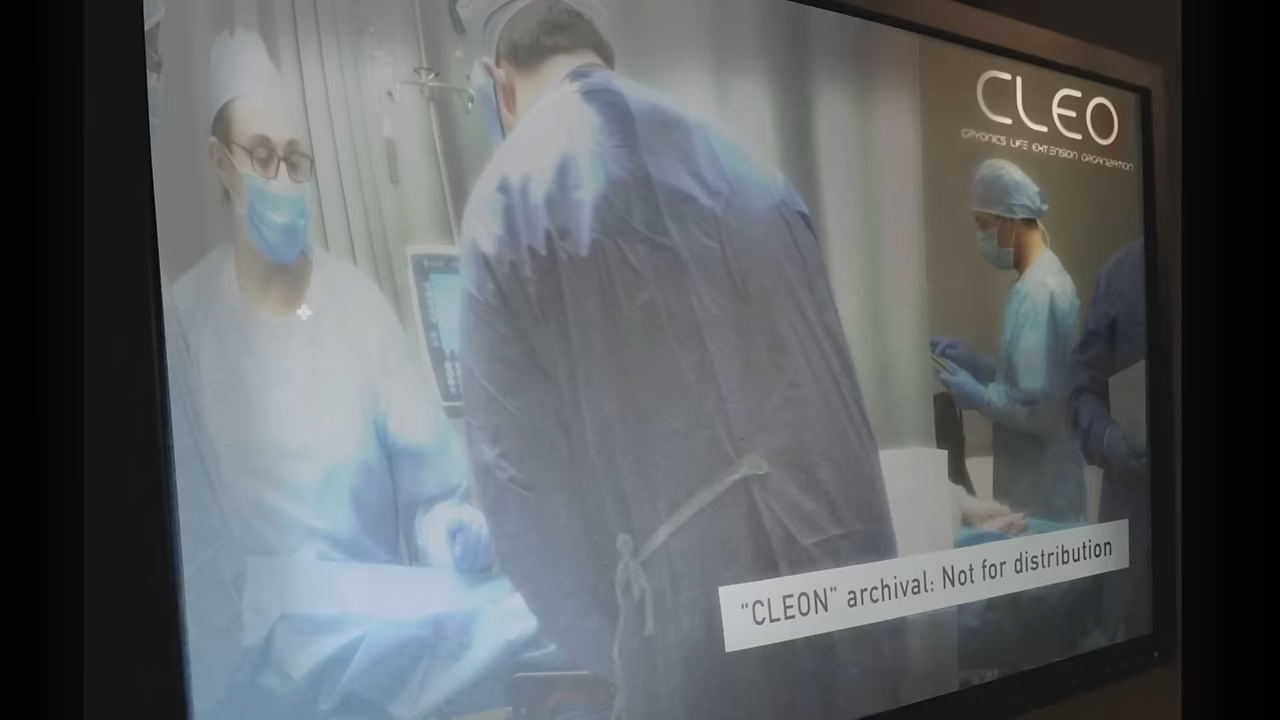 CLEO
CRYONICS LIFE EXTENSION ORGANIZATION
“CLEON” archival: Not for distribution